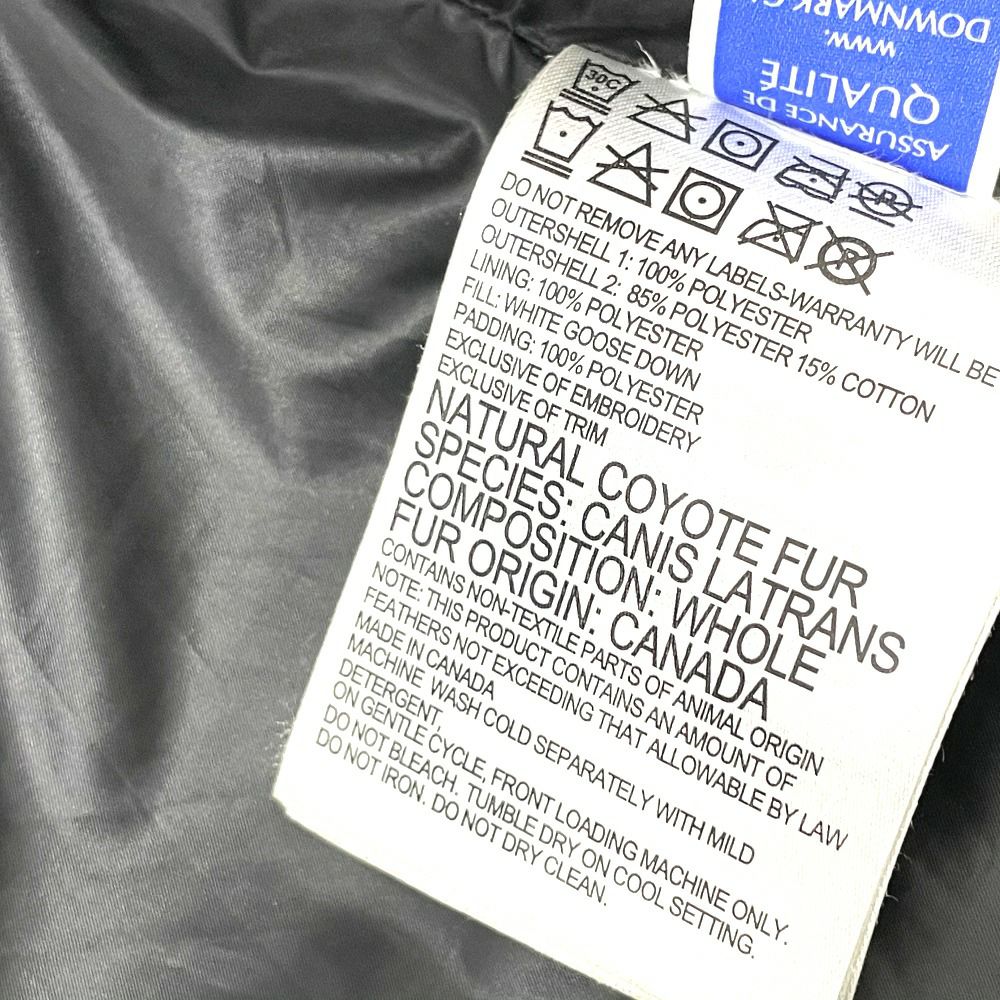 DOWNMARK
www.
QUALITÉ
ASSURANCE DE
30C
DO NOT REMOVE ANY LABELS-WARRANTY WILL BE
OUTERSHELL 1: 100% POLYESTER
OUTERSHELL 2: 85% POLYESTER 15% COTTON
LINING: 100% POLYESTER
FILL: WHITE GOOSE DOWN
PADDING: 100% POLYESTER
EXCLUSIVE OF EMBROIDERY
EXCLUSIVE OF TRIM
NATURAL COYOTE FUR
SPECIES: CANIS LATRANS
COMPOSITION: WHOLE
FUR ORIGIN: CANADA
CONTAINS NON-TEXTILE PARTS OF ANIMAL ORIGIN
NOTE: THIS PRODUCT CONTAINS AN AMOUNT OF
FEATHERS NOT EXCEEDING THAT ALLOWABLE BY LAW
MADE IN CANADA
MACHINE WASH COLD SEPARATELY WITH MILD
DETERGENT,
ON GENTLE CYCLE, FRONT LOADING MACHINE ONLY.
DO NOT BLEACH. TUMBLE DRY ON COOL SETTING.
DO NOT IRON. DO NOT DRY CLEAN.